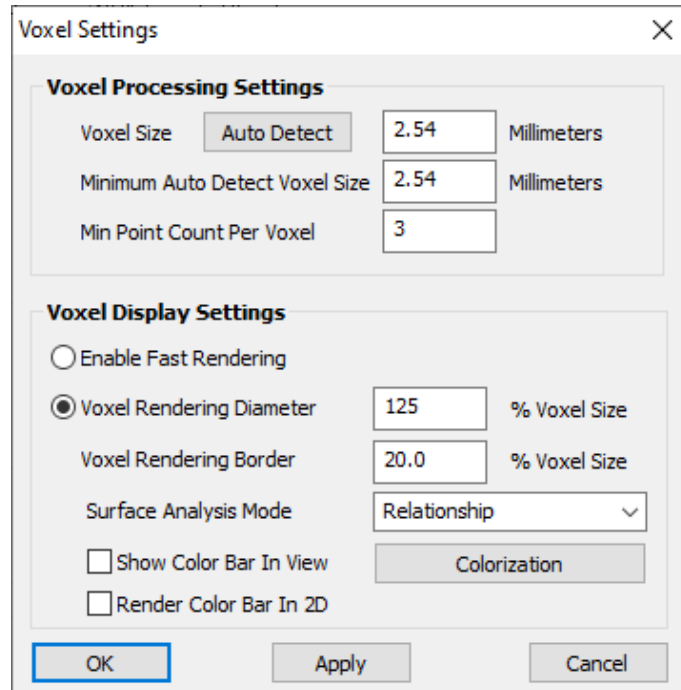 Voxel Settings
Voxel Processing Settings
Voxel Size Auto Detect 2.54 Millimeters
Minimum Auto Detect Voxel Size 2.54 Millimeters
Min Point Count Per Voxel 3
Voxel Display Settings
Enable Fast Rendering
Voxel Rendering Diameter 125 % Voxel Size
Voxel Rendering Border 20.0 % Voxel Size
Surface Analysis Mode Relationship
Show Color Bar In View Colorization
Render Color Bar In 2D
OK Apply Cancel